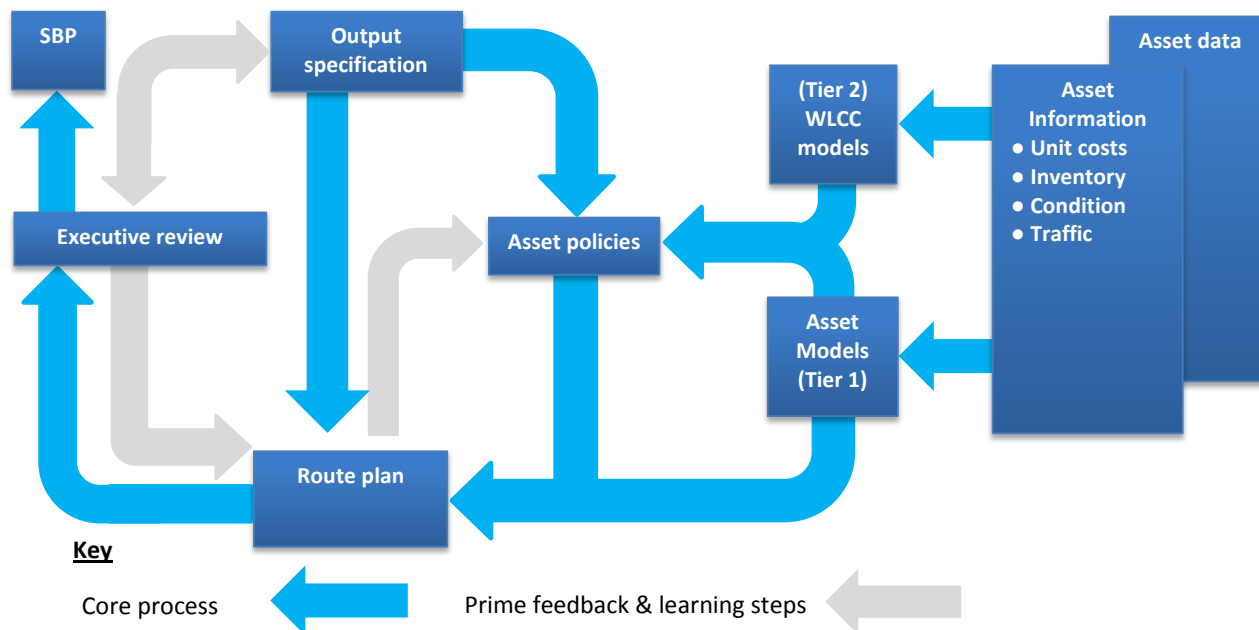 SBP
Output
specification
Asset data
(Tier 2)
WLCC
models
Asset
Information
● Unit costs
● Inventory
● Condition
● Traffic
Executive review
Asset policies
Asset
Models
(Tier 1)
Route plan
Key
Core process
Prime feedback & learning steps